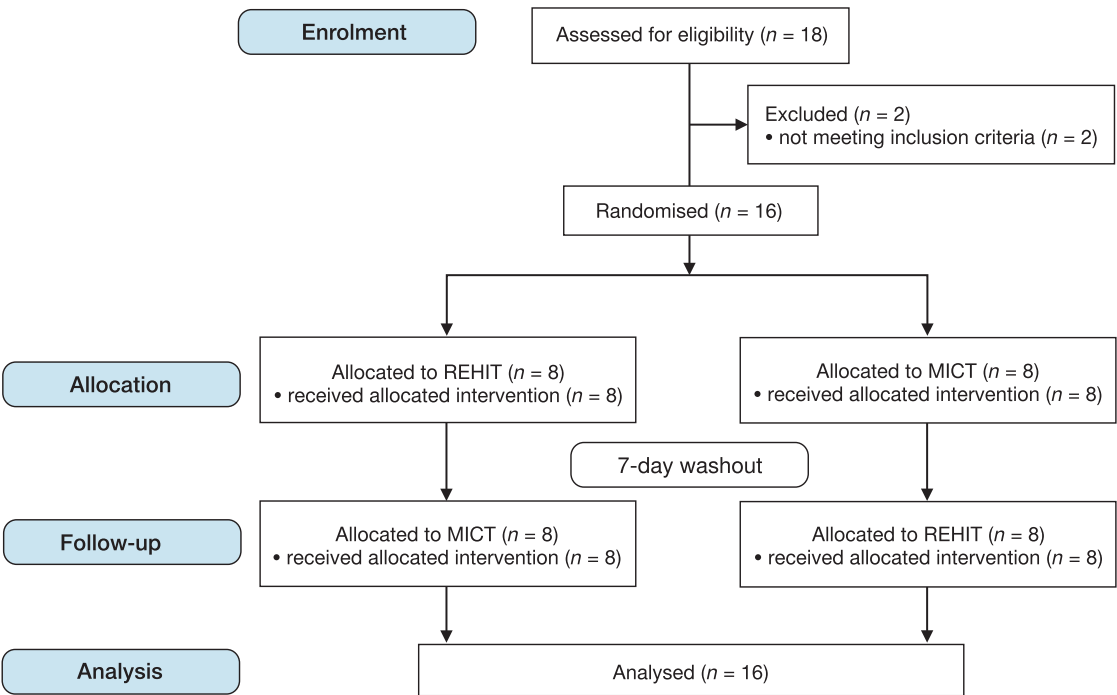 Enrolment
Assessed for eligibility (n = 18)
Excluded (n = 2)
• not meeting inclusion criteria (n = 2)
Randomised (n = 16)
Allocation
Allocated to REHIT (n = 8)
• received allocated intervention (n = 8)
Allocated to MICT (n = 8)
• received allocated intervention (n = 8)
7-day washout
Follow-up
Allocated to MICT (n = 8)
• received allocated intervention (n = 8)
Allocated to REHIT (n = 8)
• received allocated intervention (n = 8)
Analysis
Analysed (n = 16)